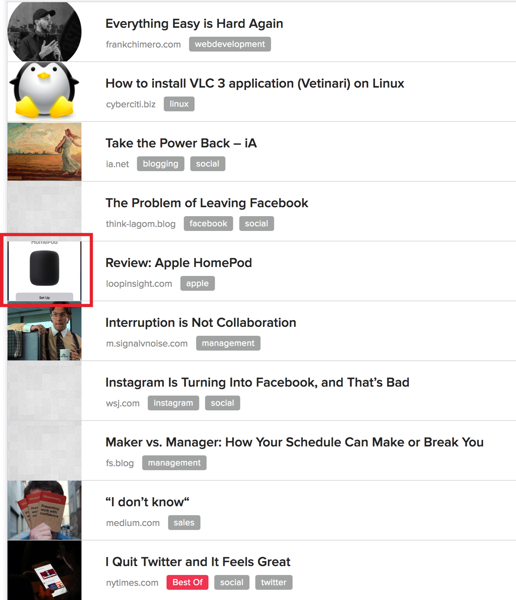 Everything Easy is Hard Again
frankchimero.com webdevelopment
How to install VLC 3 application (Vetinari) on Linux
cyberciti.biz linux
Take the Power Back – iA
ia.net blogging social
The Problem of Leaving Facebook
think-lagom.blog facebook social
HomePod
Set Up
Review: Apple HomePod
loopinsight.com apple
Interruption is Not Collaboration
m.signalvnoise.com management
Instagram Is Turning Into Facebook, and That’s Bad
wsj.com instagram social
Maker vs. Manager: How Your Schedule Can Make or Break You
fs.blog management
“I don’t know“
medium.com sales
I Quit Twitter and It Feels Great
nytimes.com Best Of social twitter